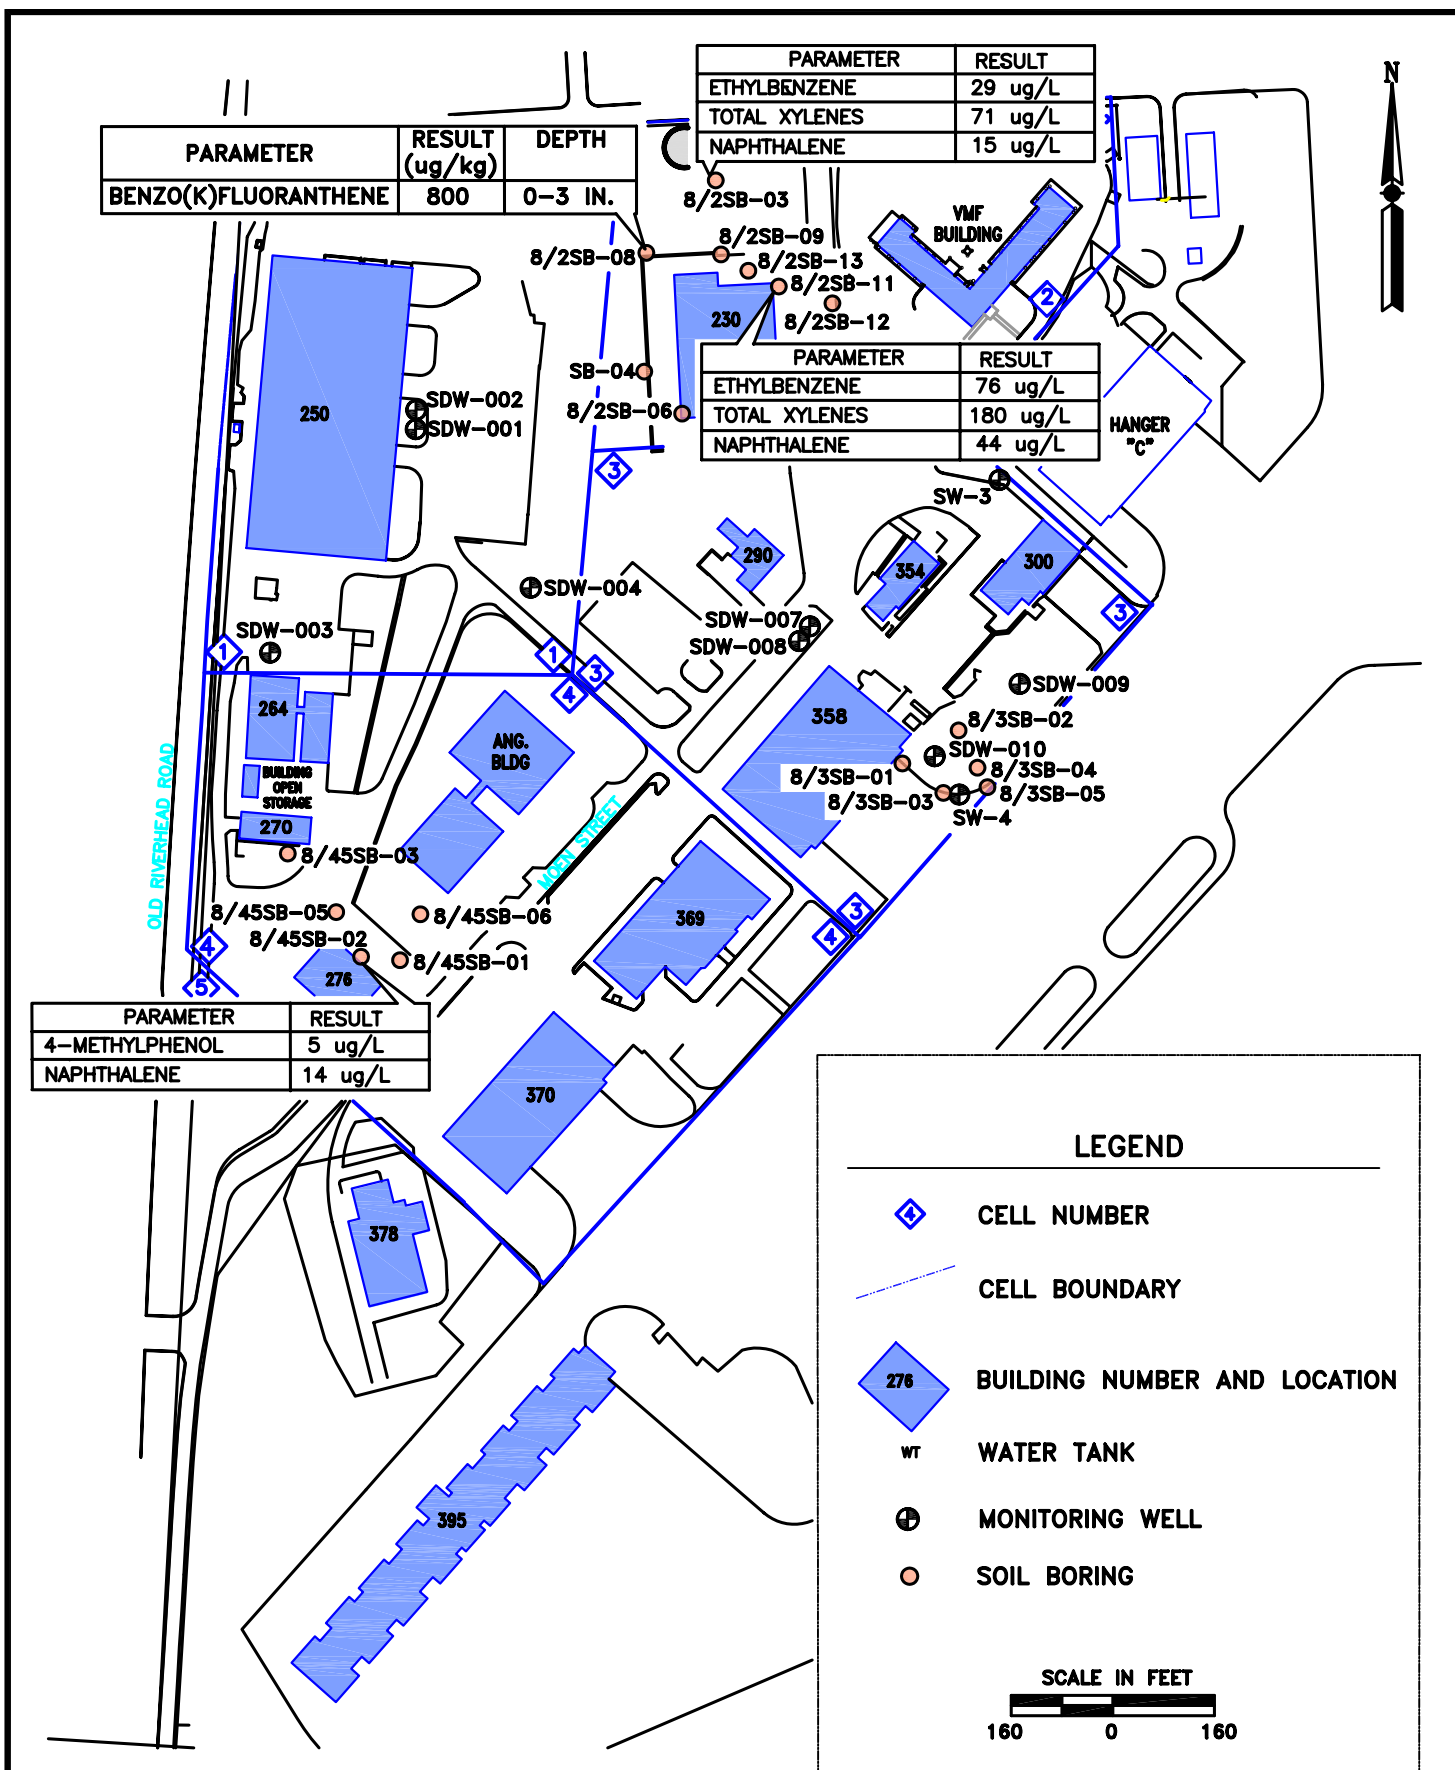 N
PARAMETER RESULT
ETHYLBENZENE 29 ug/L
TOTAL XYLENES 71 ug/L
NAPHTHALENE 15 ug/L
PARAMETER RESULT (ug/kg) DEPTH
BENZO(K)FLUORANTHENE 800 0-3 IN.
8/2SB-03
VMF
BUILDING
8/2SB-09
8/2SB-08
8/2SB-13
8/2SB-11
2
8/2SB-12
230
PARAMETER RESULT
ETHYLBENZENE 76 ug/L
TOTAL XYLENES 180 ug/L
NAPHTHALENE 44 ug/L
SB-04
8/2SB-06
250
SDW-002
SDW-001
HANGER
"C"
3
SW-3
290
354
300
SDW-004
SDW-007
SDW-008
3
SDW-003
1
1
3
4
SDW-009
264
358
8/3SB-02
ANG.
BLDG
SDW-010
BUILDING
OPEN
STORAGE
8/3SB-01
8/3SB-04
8/3SB-03
8/3SB-05
SW-4
270
OLD RIVERHEAD ROAD
MOEN STREET
8/45SB-03
8/45SB-05
8/45SB-06
369
3
4
8/45SB-02
4
8/45SB-01
276
5
PARAMETER RESULT
4-METHYLPHENOL 5 ug/L
NAPHTHALENE 14 ug/L
370
378
395
LEGEND
4 CELL NUMBER
CELL BOUNDARY
276 BUILDING NUMBER AND LOCATION
WT WATER TANK
MONITORING WELL
SOIL BORING
SCALE IN FEET
160 0 160